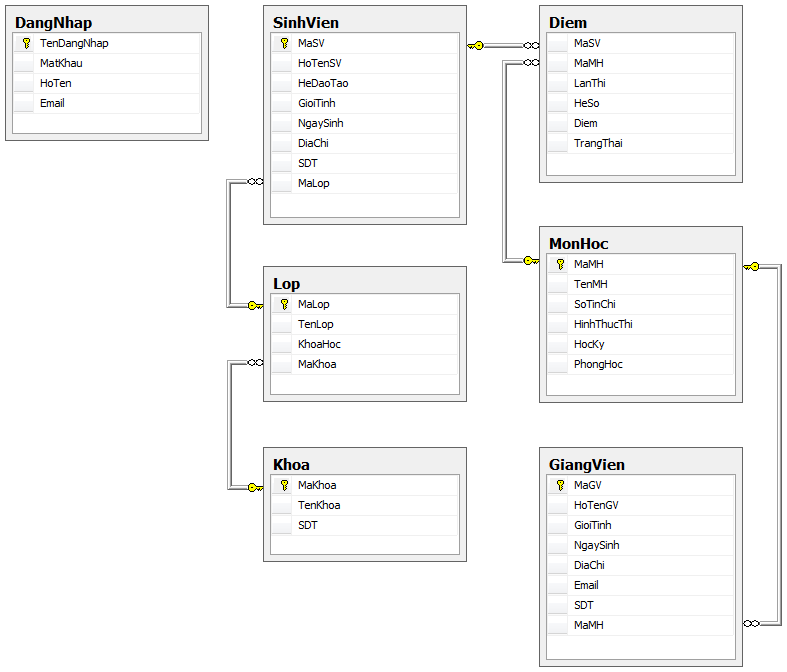 DangNhap
TenDangNhap
MatKhau
HoTen
Email
SinhVien
MaSV
HoTenSV
HeDaoTao
GioiTinh
NgaySinh
DiaChi
SDT
MaLop
Diem
MaSV
MaMH
LanThi
HeSo
Diem
TrangThai
Lop
MaLop
TenLop
KhoaHoc
MaKhoa
MonHoc
MaMH
TenMH
SoTinChi
HinhThucThi
HocKy
PhongHoc
Khoa
MaKhoa
TenKhoa
SDT
GiangVien
MaGV
HoTenGV
GioiTinh
NgaySinh
DiaChi
Email
SDT
MaMH